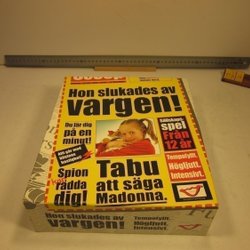 Hon slukades av
vargen!
Du lär dig
på en
minut!
Sällskaps
spel
Från
12 år
Tempofyllt.
Högljutt.
Intensivt.
Spion
rädda
dig!
Tabu
att säga
Madonna.
Hon slukades av
vargen!
Tempofyllt.
Högljutt.
Intensivt.